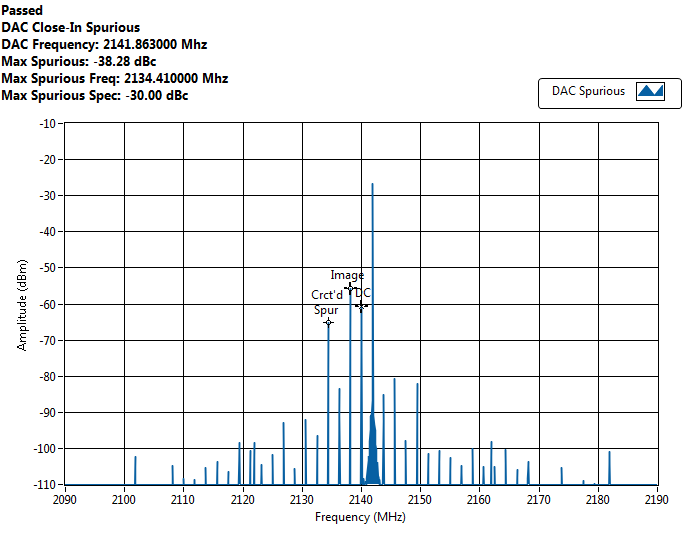 Passed
DAC Close-In Spurious
DAC Frequency: 2141.863000 Mhz
Max Spurious: -38.28 dBc
Max Spurious Freq: 2134.410000 Mhz
Max Spurious Spec: -30.00 dBc
DAC Spurious
-10
-20
-30
-40
-50
-60
-70
-80
-90
-100
-110
Amplitude (dBm)
Image
Crct'd
DC
Spur
2090
2100
2110
2120
2130
2140
2150
2160
2170
2180
2190
Frequency (MHz)